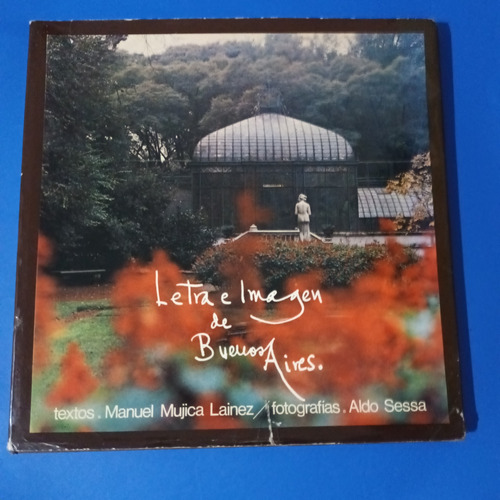 Letra e Imagen
de
Buenos Aires.
textos. Manuel Mujica Lainez / fotografías. Aldo Sessa